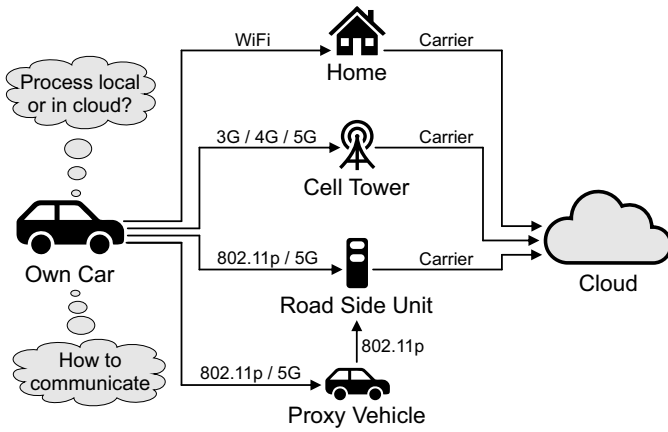 WiFi
Carrier
Home
Process local
or in cloud?
3G / 4G / 5G
Carrier
Cell Tower
Own Car
802.11p / 5G
Carrier
Road Side Unit
Cloud
How to
communicate
802.11p
802.11p / 5G
Proxy Vehicle